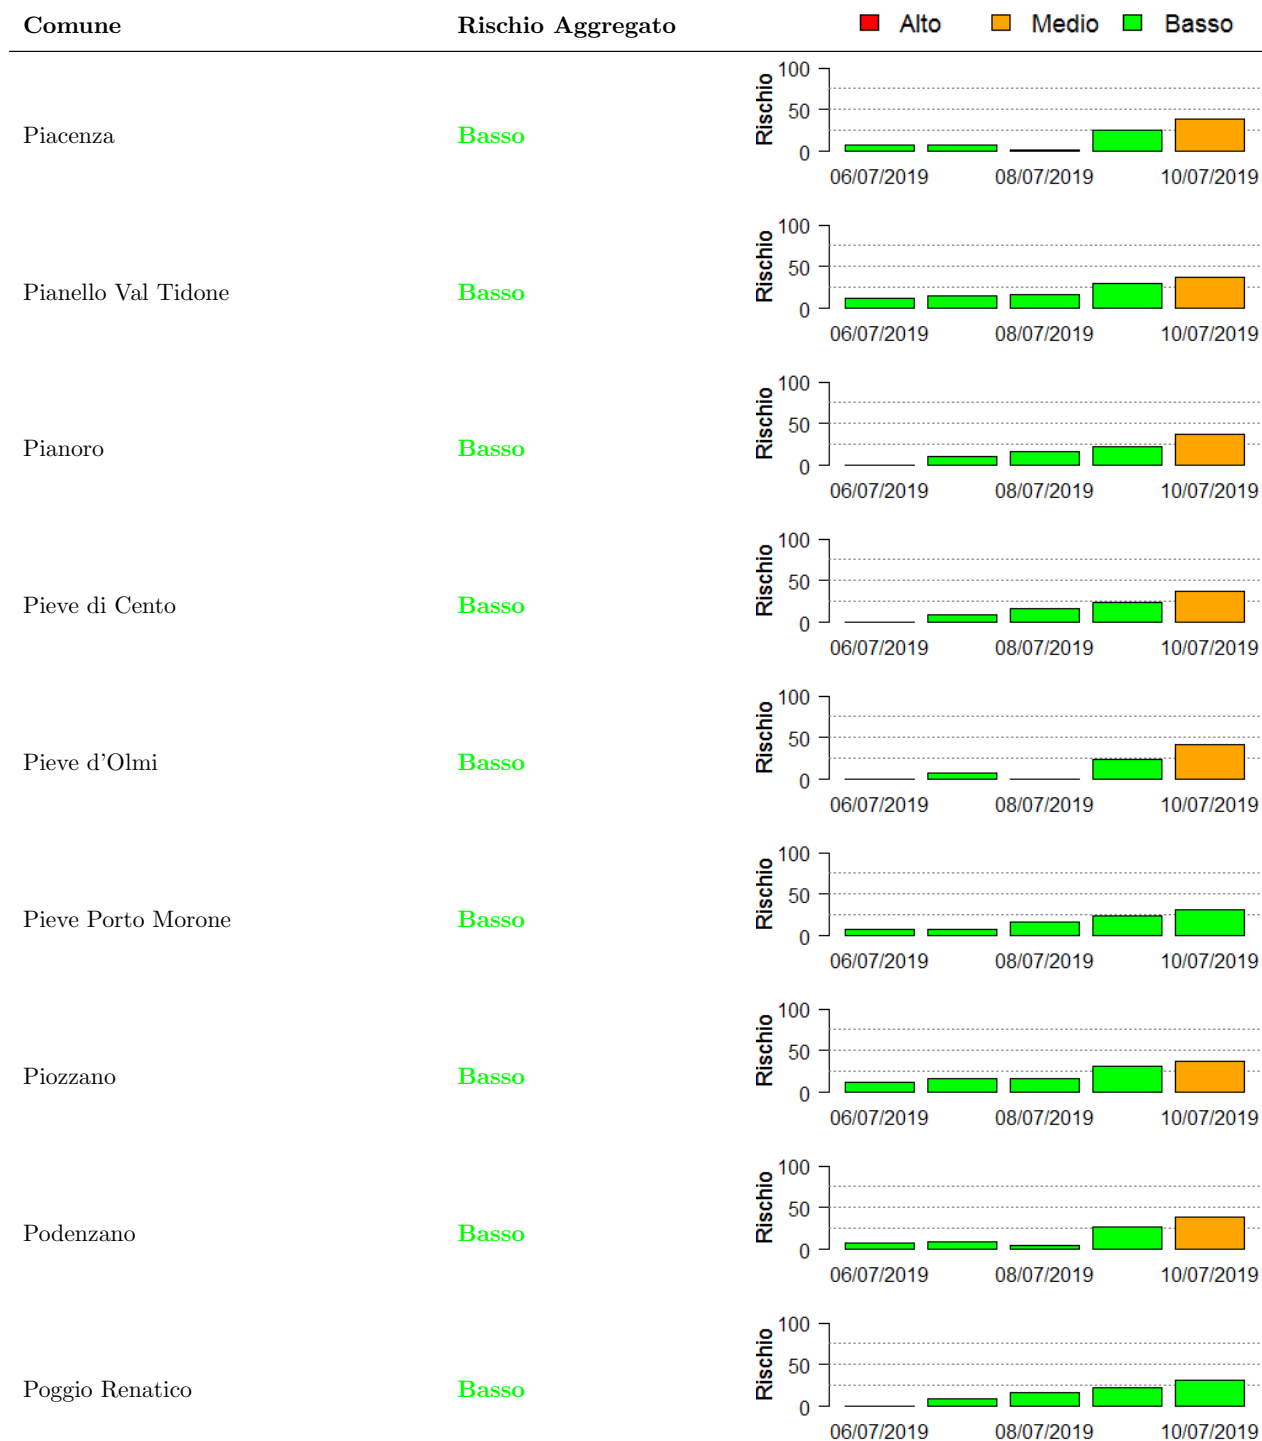 Comune Rischio Aggregato Alto Medio Basso
100
50
0
Rischio
Piacenza Basso
06/07/2019 08/07/2019 10/07/2019
100
50
0
Rischio
Pianello Val Tidone Basso
06/07/2019 08/07/2019 10/07/2019
100
50
0
Rischio
Pianoro Basso
06/07/2019 08/07/2019 10/07/2019
100
50
0
Rischio
Pieve di Cento Basso
06/07/2019 08/07/2019 10/07/2019
100
50
0
Rischio
Pieve d'Olmi Basso
06/07/2019 08/07/2019 10/07/2019
100
50
0
Rischio
Pieve Porto Morone Basso
06/07/2019 08/07/2019 10/07/2019
100
50
0
Rischio
Piozzano Basso
06/07/2019 08/07/2019 10/07/2019
100
50
0
Rischio
Podenzano Basso
06/07/2019 08/07/2019 10/07/2019
100
50
0
Rischio
Poggio Renatico Basso
06/07/2019 08/07/2019 10/07/2019